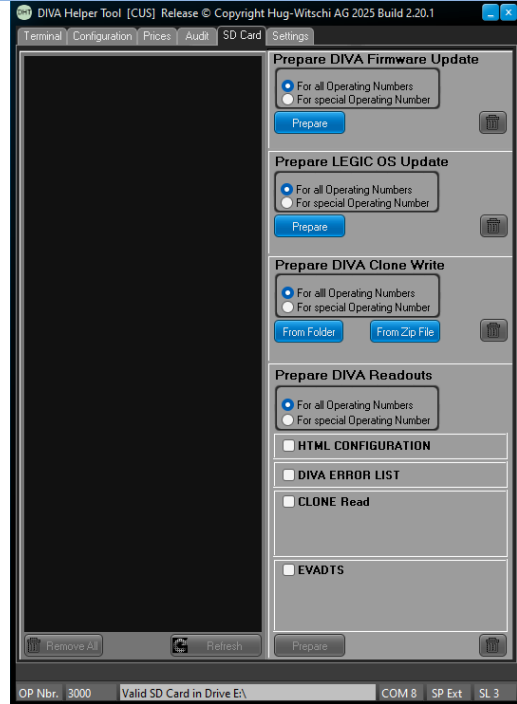 DHT DIVA Helper Tool [CUS] Release © Copyright Hug-Witschi AG 2025 Build 2.20.1
Terminal Configuration Prices Audit SD Card Settings
Prepare DIVA Firmware Update
For all Operating Numbers
For special Operating Number
Prepare
Prepare LEGIC OS Update
For all Operating Numbers
For special Operating Number
Prepare
Prepare DIVA Clone Write
For all Operating Numbers
For special Operating Number
From Folder From Zip File
Prepare DIVA Readouts
For all Operating Numbers
For special Operating Number
HTML CONFIGURATION
DIVA ERROR LIST
CLONE Read
EVADTS
Remove All Refresh Prepare
OP Nbr. 3000 Valid SD Card in Drive E:\ COM 8 SP Ext SL 3